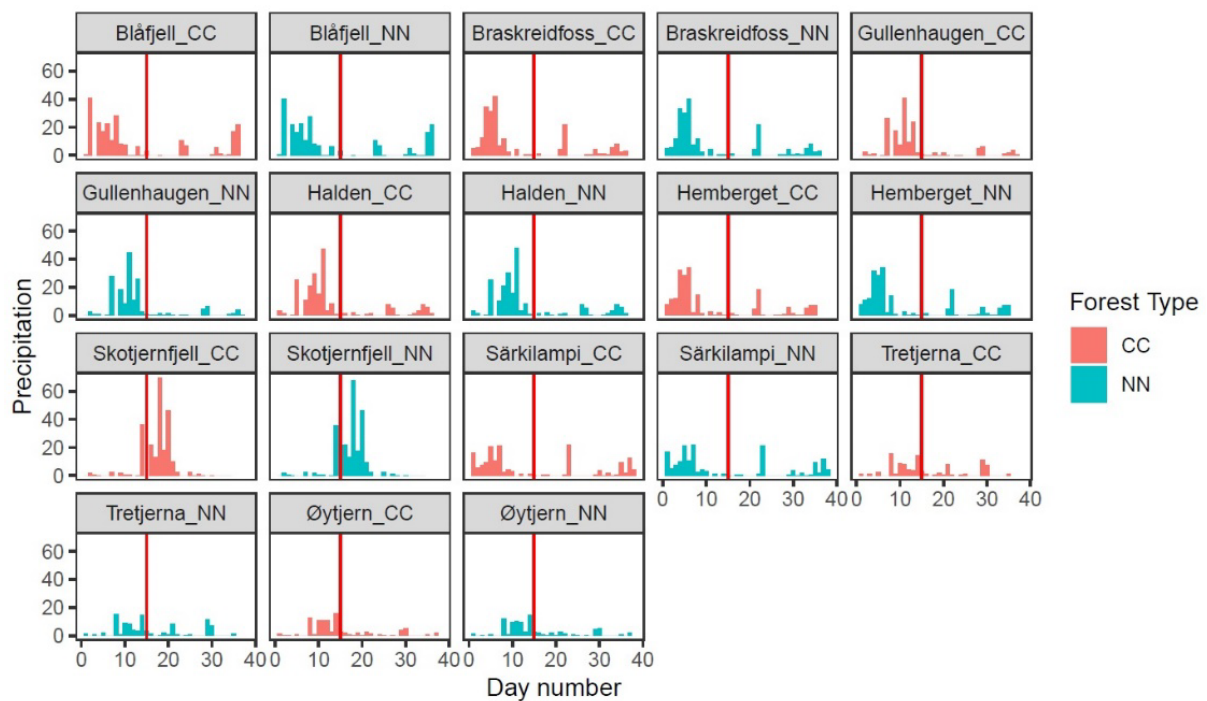 Blåfjell_CC Blåfjell_NN Braskreidfoss_CC Braskreidfoss_NN Gullenhaugen_CC
60
40
20
0
Gullenhaugen_NN Halden_CC Halden_NN Hemberget_CC Hemberget_NN
60
40
20
0
Skotjernfjell_CC Skotjernfjell_NN Särkilampi_CC Särkilampi_NN Tretjerna_CC
60
40
20
0
0 10 20 30 40 0 10 20 30 40
Tretjerna_NN Øytjern_CC Øytjern_NN
60
40
20
0
0 10 20 30 40 0 10 20 30 40 0 10 20 30 40
Day number
Precipitation
Forest Type
CC
NN